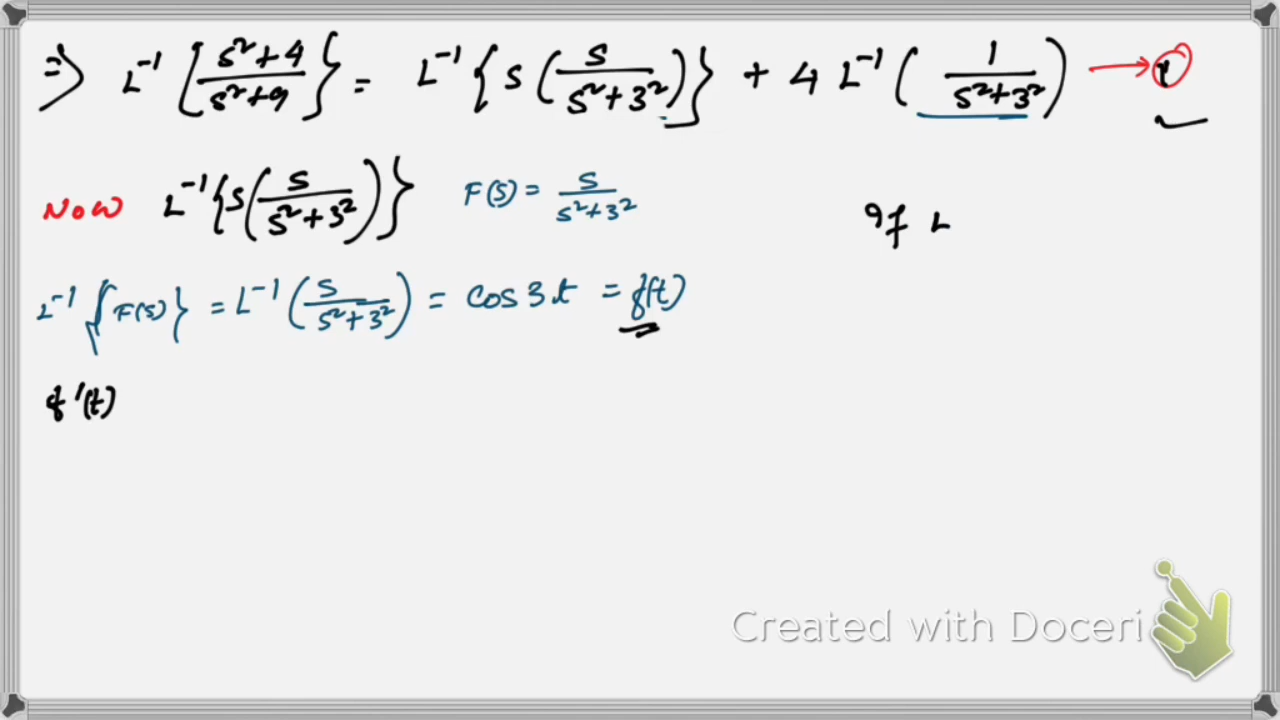 => L⁻¹ [ (s²+4)/(s²+9) } = L⁻¹ { s ( s/(s²+3²) ) } + 4 L⁻¹ ( 1/(s²+3²) ) →
NOW L⁻¹ { s ( s/(s²+3²) ) } F(s) = s/(s²+3²)
If L
L⁻¹ { F(s) } = L⁻¹ ( s/(s²+3²) ) = cos 3t = f(t)
f'(t)
Created with Doceri